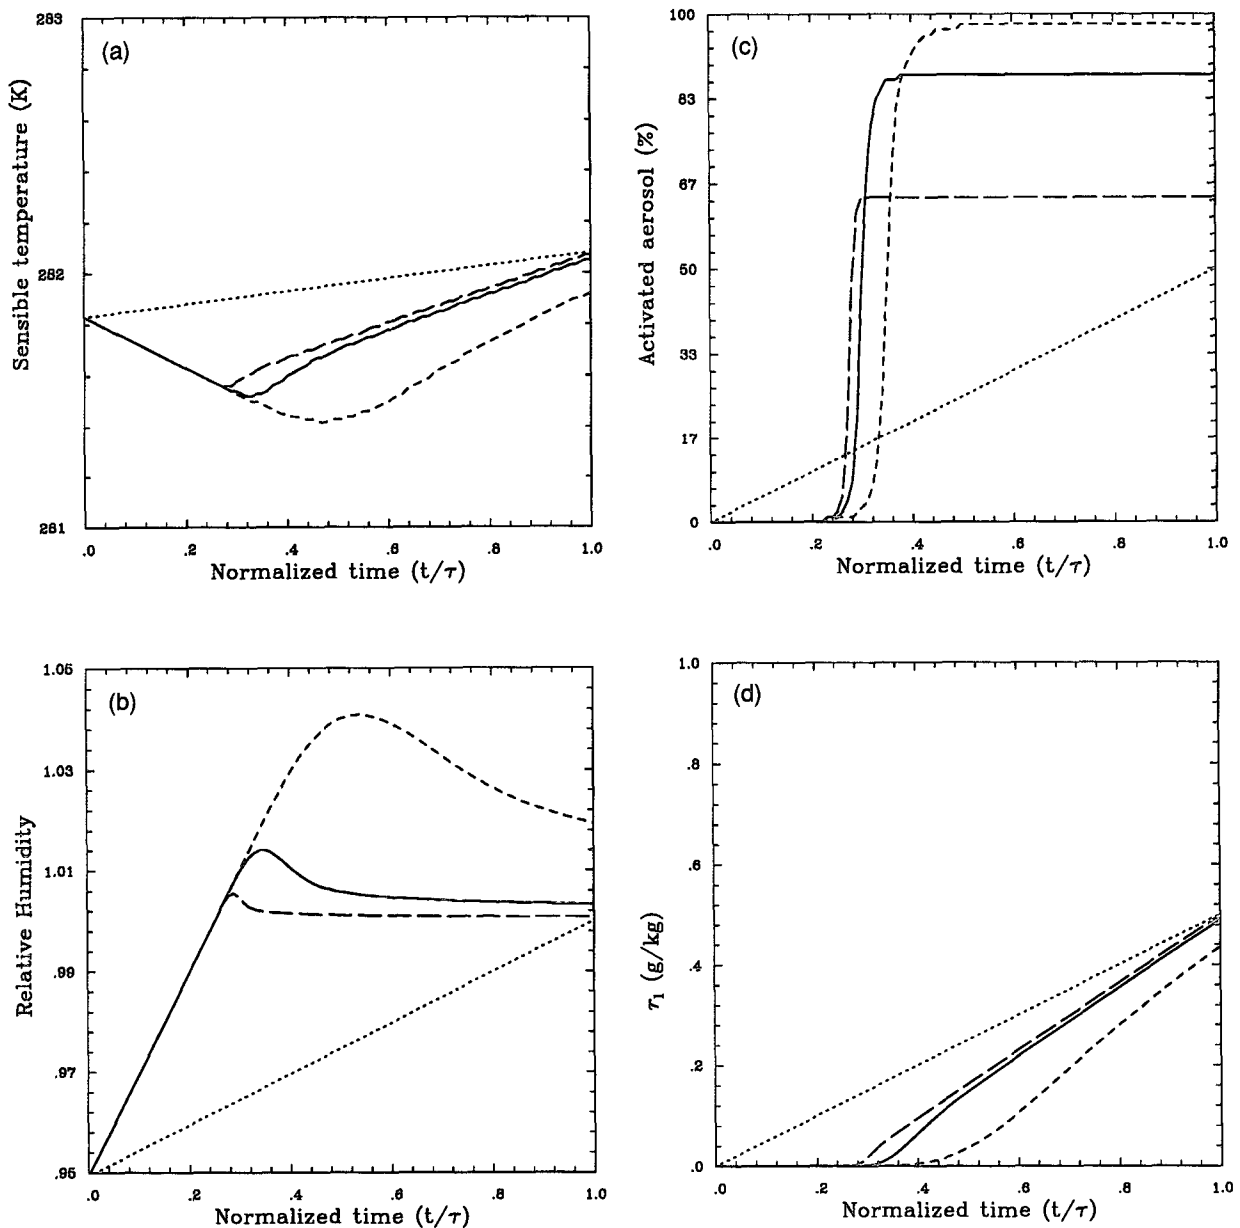 (a)
283
282
281
Sensible temperature (K)
.0 .2 .4 .6 .8 1.0
Normalized time (t/τ)
(c)
100
83
67
50
33
17
0
Activated aerosol (%)
.0 .2 .4 .6 .8 1.0
Normalized time (t/τ)
(b)
1.05
1.03
1.01
.99
.97
.95
Relative Humidity
.0 .2 .4 .6 .8 1.0
Normalized time (t/τ)
(d)
1.0
.8
.6
.4
.2
.0
r₁ (g/kg)
.0 .2 .4 .6 .8 1.0
Normalized time (t/τ)